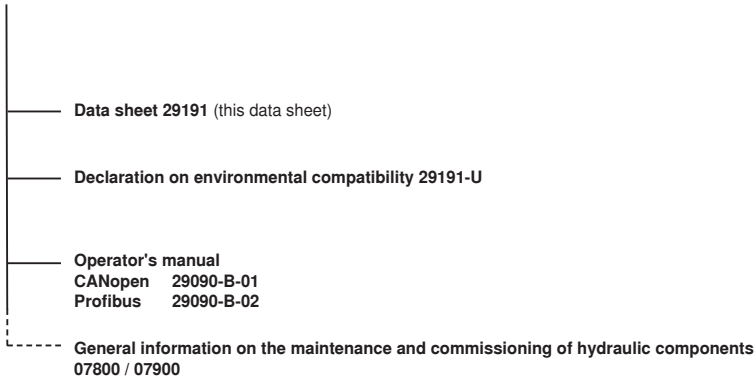 Data sheet 29191 (this data sheet)
Declaration on environmental compatibility 29191-U
Operator's manual
CANopen 29090-B-01
Profibus 29090-B-02
General information on the maintenance and commissioning of hydraulic components
07800 / 07900